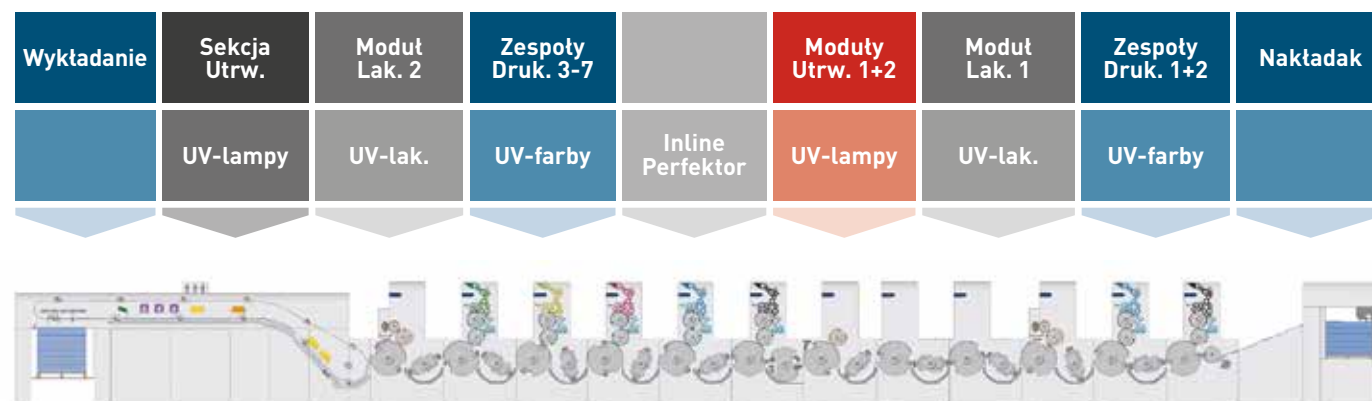 Wykładanie
Sekcja
Utrw.
Moduł
Lak. 2
Zespoły
Druk. 3-7
Moduły
Utrw. 1+2
Moduł
Lak. 1
Zespoły
Druk. 1+2
Nakładak
UV-lampy
UV-lak.
UV-farby
Inline
Perfektor
UV-lampy
UV-lak.
UV-farby